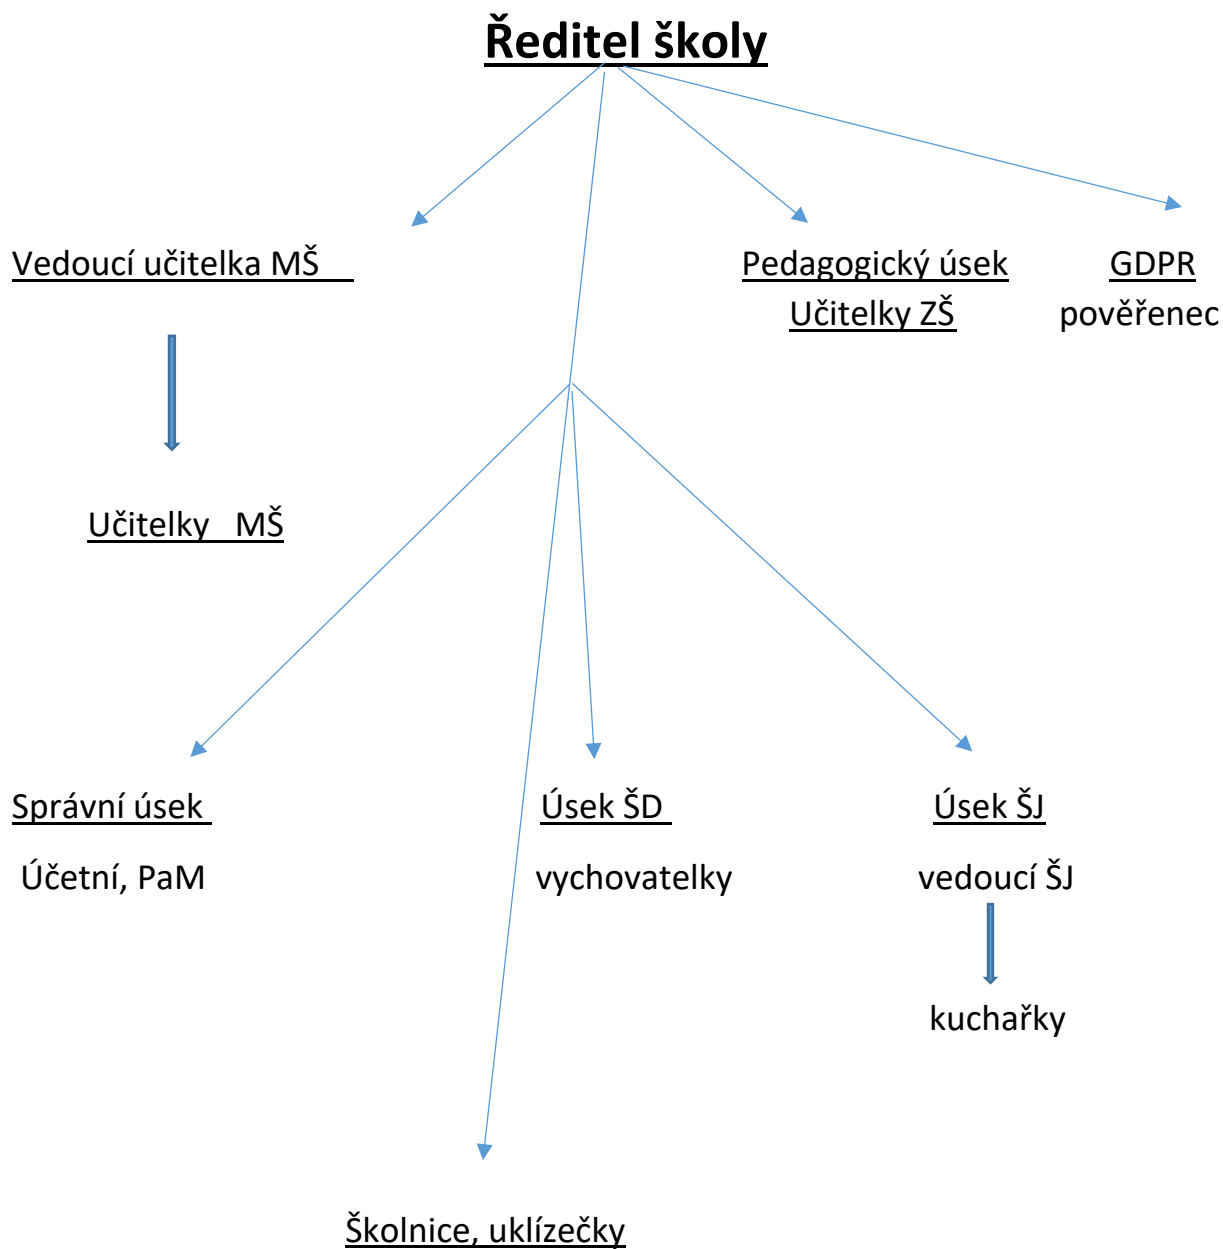 Ředitel školy
Vedoucí učitelka MŠ
Pedagogický úsek
Učitelky ZŠ
GDPR
pověřenec
Učitelky MŠ
Správní úsek
Účetní, PaM
Úsek ŠD
vychovatelky
Úsek ŠJ
vedoucí ŠJ
kuchařky
Školnice, uklízečky